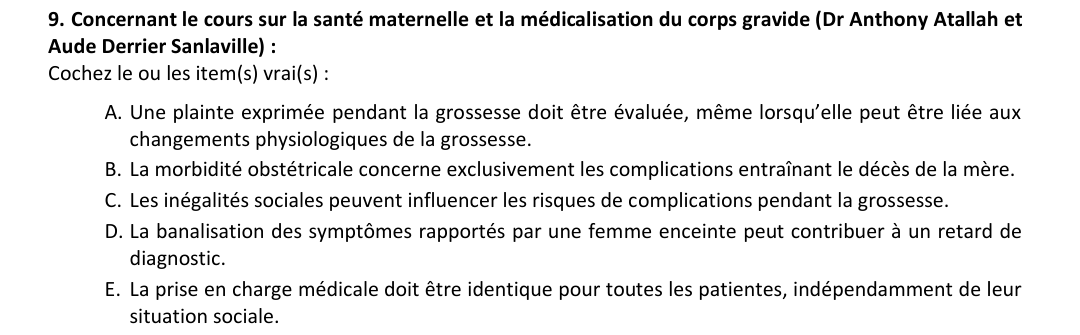 9. Concernant le cours sur la santé maternelle et la médicalisation du corps gravide (Dr Anthony Atallah et
Aude Derrier Sanlaville) :
Cochez le ou les item(s) vrai(s) :
A. Une plainte exprimée pendant la grossesse doit être évaluée, même lorsqu’elle peut être liée aux
changements physiologiques de la grossesse.
B. La morbidité obstétricale concerne exclusivement les complications entraînant le décès de la mère.
C. Les inégalités sociales peuvent influencer les risques de complications pendant la grossesse.
D. La banalisation des symptômes rapportés par une femme enceinte peut contribuer à un retard de
diagnostic.
E. La prise en charge médicale doit être identique pour toutes les patientes, indépendamment de leur
situation sociale.